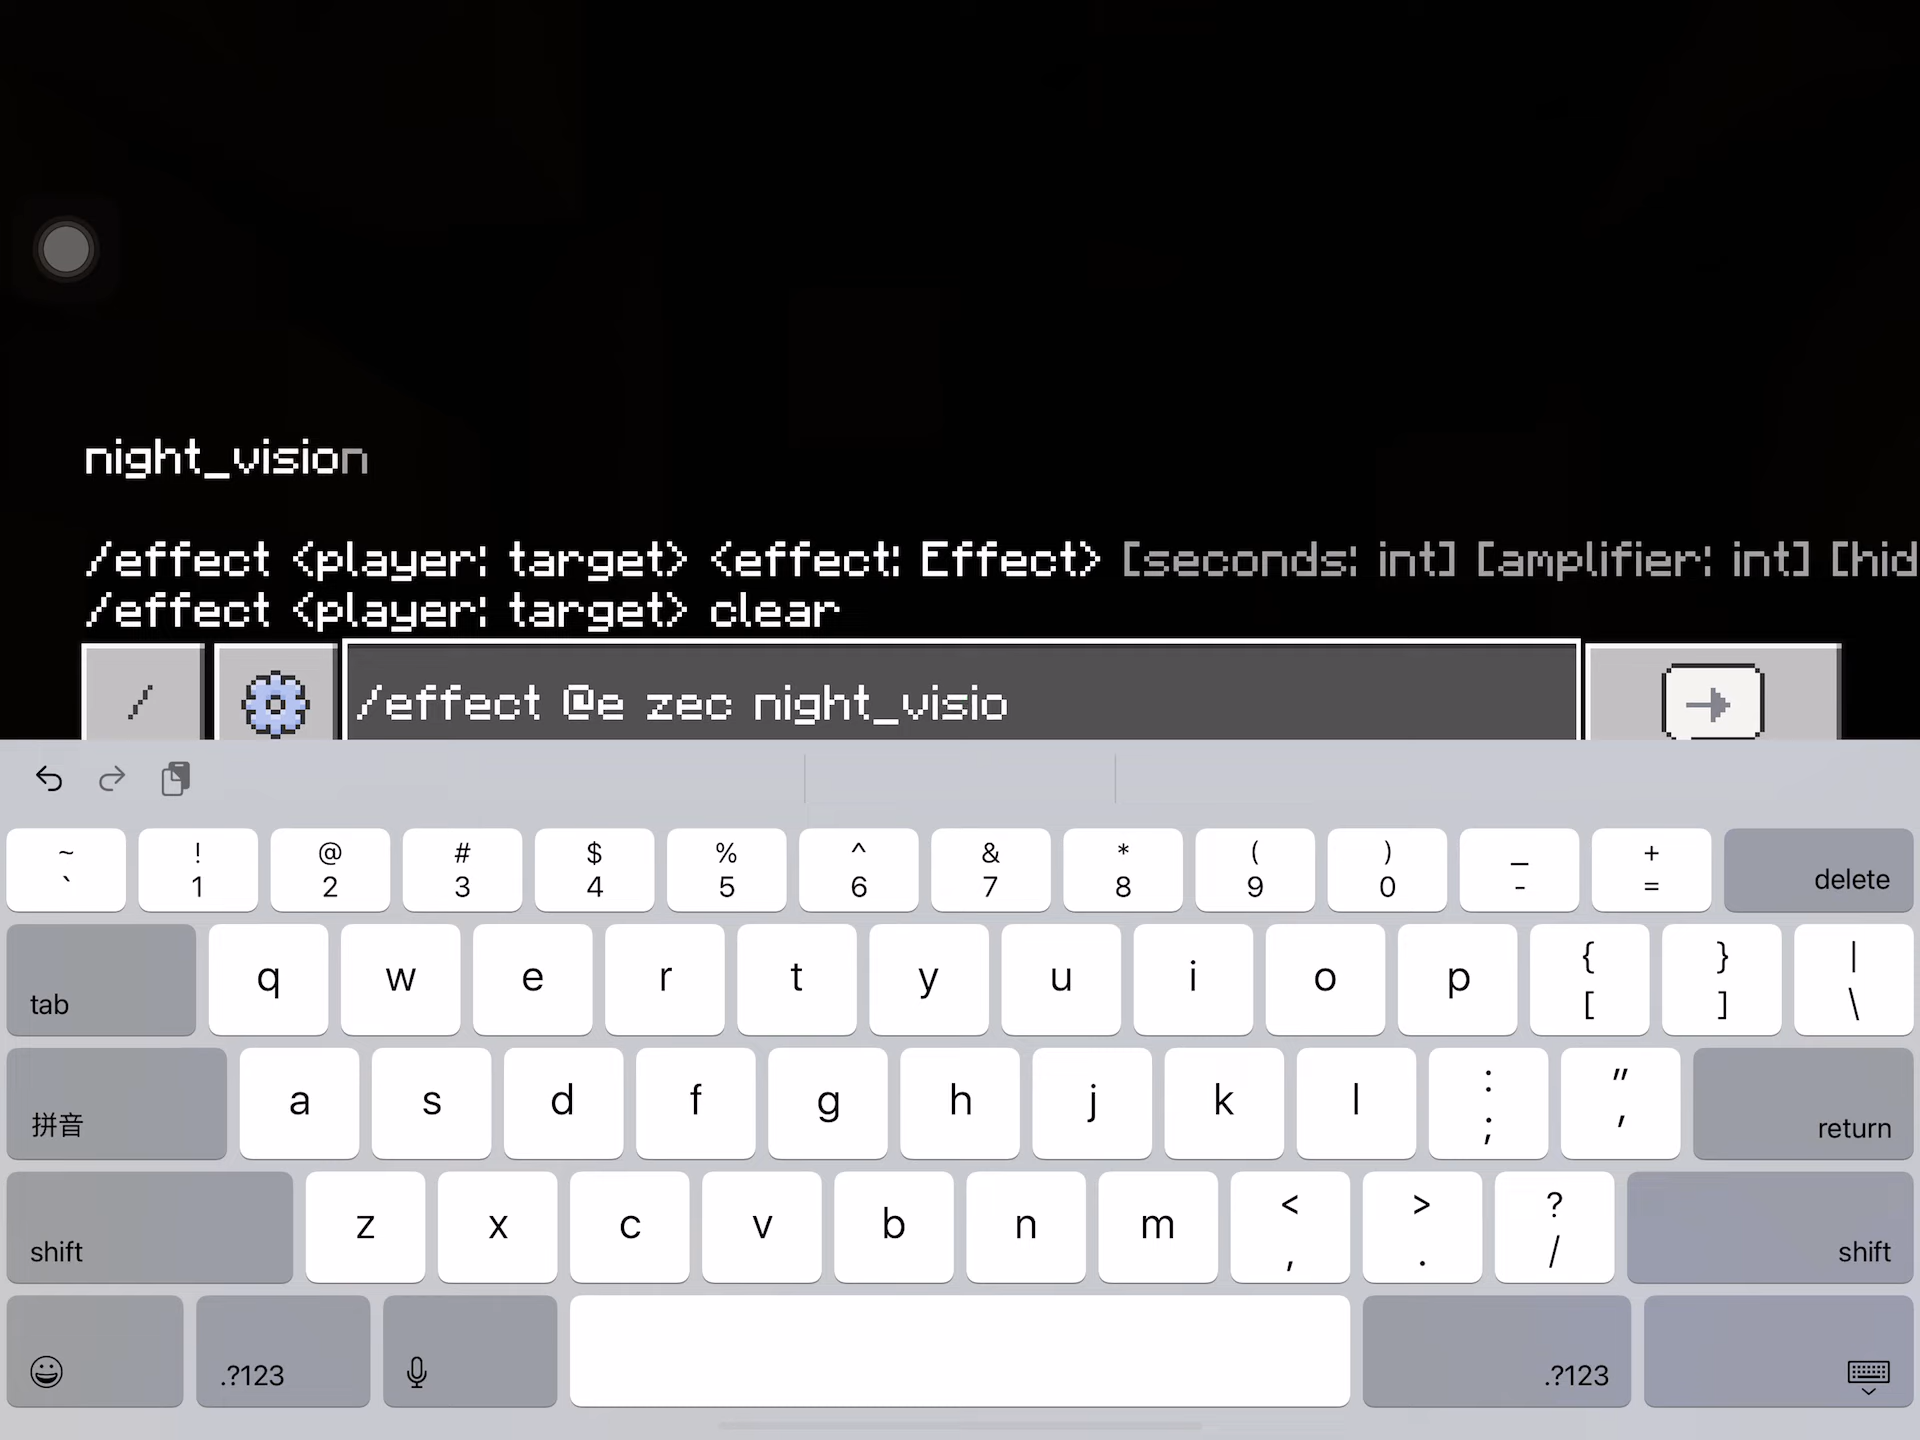 night_vision
/effect <player: target> <effect: Effect> [seconds: int] [amplifier: int] [hid
/effect <player: target> clear
/ /effect @e zec night_visio
~ ! @ # $ % ^ & * ( ) _ +
` 1 2 3 4 5 6 7 8 9 0 - = delete
tab q w e r t y u i o p { [ } ] | \
拼音 a s d f g h j k l : ; " ' return
shift z x c v b n m < , > . ? / shift
.?123 .?123